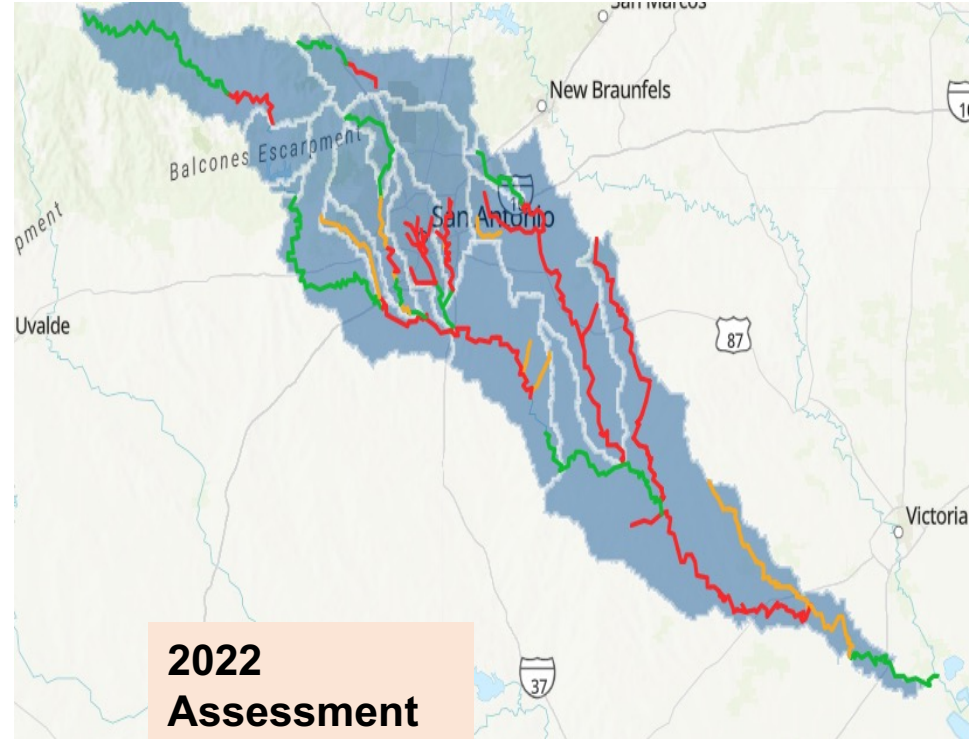 San Marcos
New Braunfels
Balcones Escarpment
San Antonio
pment
Uvalde
87
Victoria
2022
Assessment
37